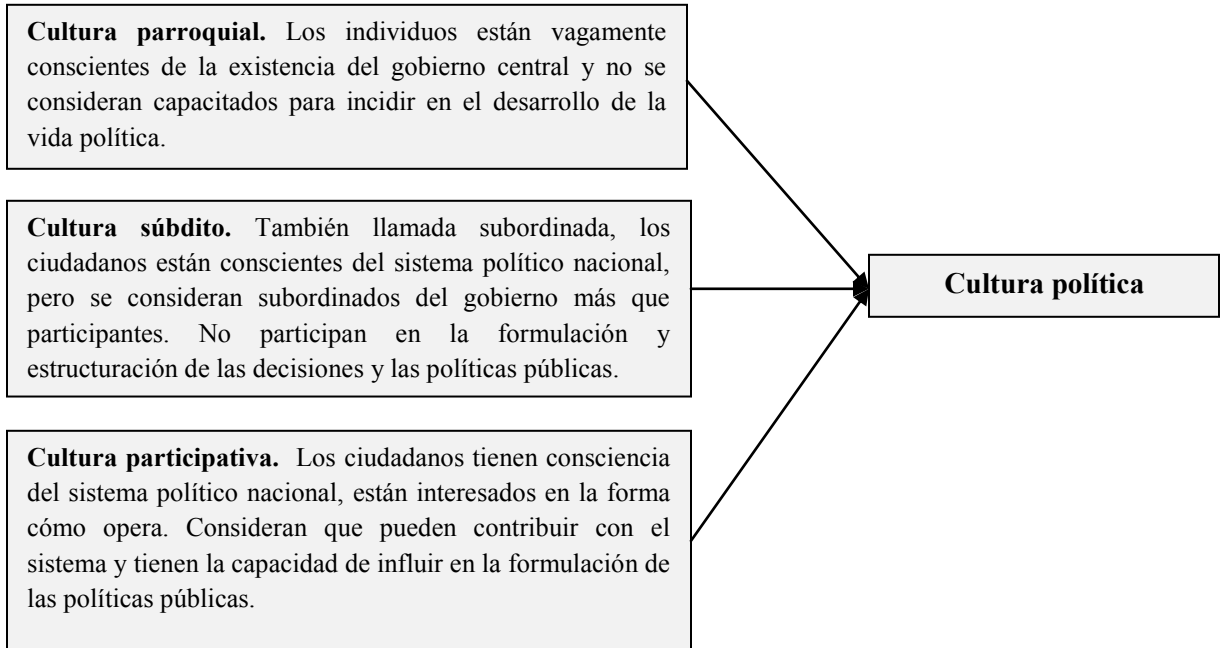 Cultura parroquial. Los individuos están vagamente
conscientes de la existencia del gobierno central y no se
consideran capacitados para incidir en el desarrollo de la
vida política.
Cultura súbdito. También llamada subordinada, los
ciudadanos están conscientes del sistema político nacional,
pero se consideran subordinados del gobierno más que
participantes. No participan en la formulación y
estructuración de las decisiones y las políticas públicas.
Cultura participativa. Los ciudadanos tienen consciencia
del sistema político nacional, están interesados en la forma
cómo opera. Consideran que pueden contribuir con el
sistema y tienen la capacidad de influir en la formulación de
las políticas públicas.
Cultura política